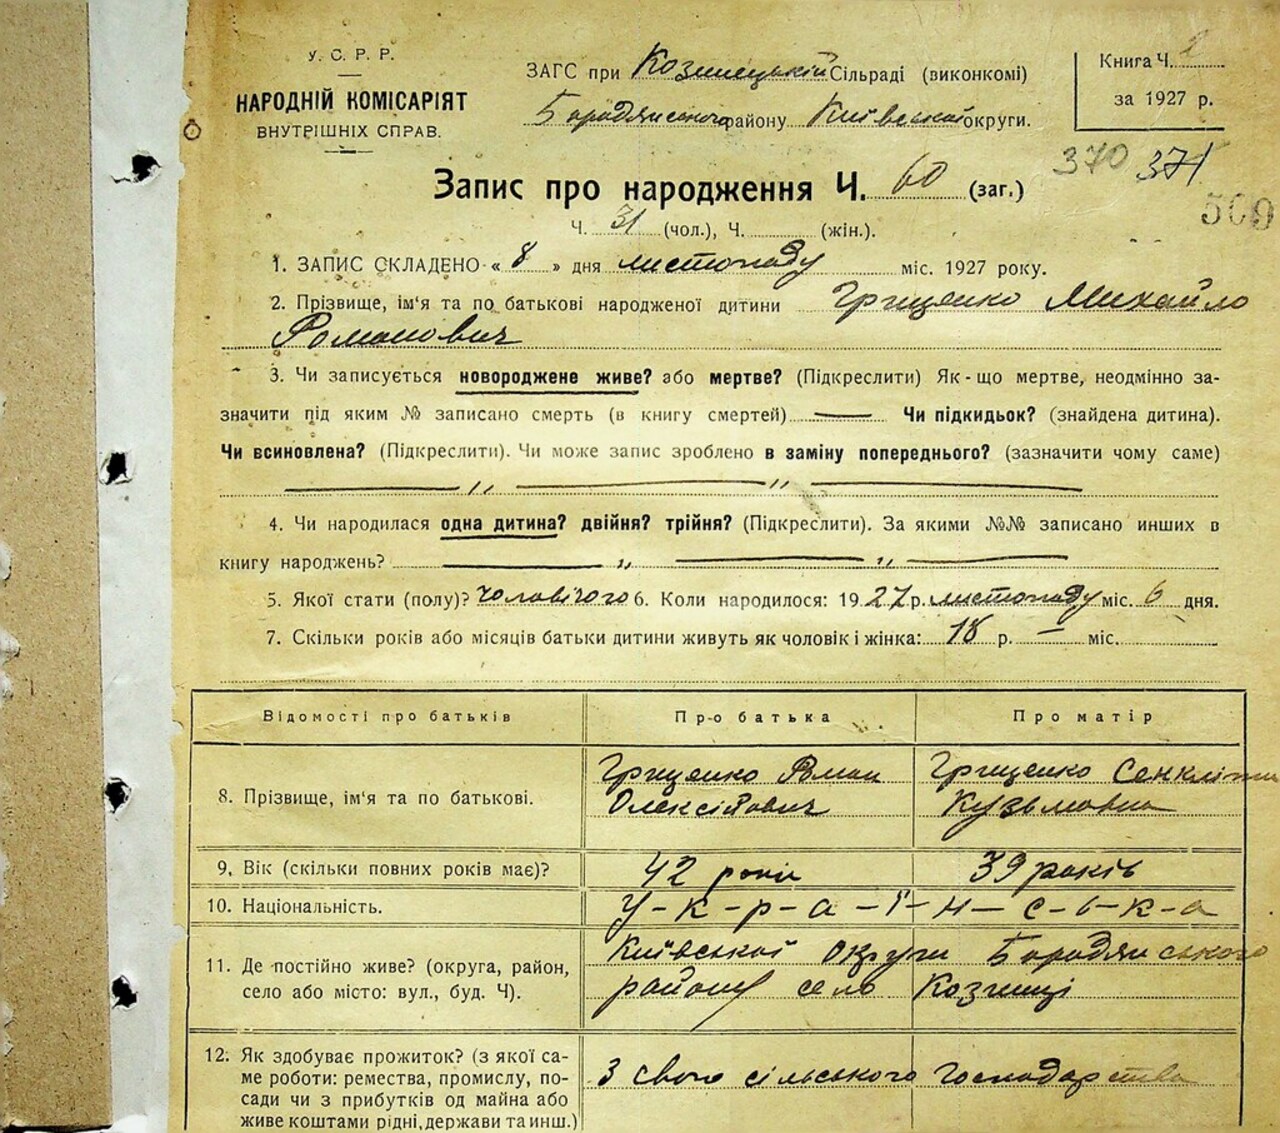 У. С. Р. Р.
НАРОДНІЙ КОМІСАРІЯТ
ВНУТРІШНІХ СПРАВ.
ЗАГС при Козинецькій Сільраді (виконкомі)
Бородянського району Київської округи.
Книга Ч. 2
за 1927 р.
370 371
500
Запис про народження Ч. 60 (заг.)
Ч. 31 (чол.), Ч. (жін.).
1. ЗАПИС СКЛАДЕНО « 8 » дня листопаду міс. 1927 року.
2. Прізвище, ім'я та по батькові народженої дитини Грищенко Михайло
Романович
3. Чи записується новороджене живе? або мертве? (Підкреслити) Як-що мертве, неодмінно за-
значити під яким № записано смерть (в книгу смертей) — Чи підкидьок? (знайдена дитина).
Чи всиновлена? (Підкреслити). Чи може запис зроблено в заміну попереднього? (зазначити чому саме)
— ,, — ,, —
4. Чи народилася одна дитина? двійня? трійня? (Підкреслити). За якими №№ записано инших в
книгу народжень? — ,, — ,, —
5. Якої стати (полу)? чоловічого 6. Коли народилося: 1927 р. листопаду міс. 6 дня.
7. Скільки років або місяців батьки дитини живуть як чоловік і жінка: 18 р. — міс.
Відомості про батьків Про батька Про матір
8. Прізвище, ім'я та по батькові. Грищенко Роман Олексійович Грищенко Кузьмовна
9. Вік (скільки повних років має)? 42 роки 39 років
10. Національність. У-к-р-а-ї-н-с-ь-к-а
11. Де постійно живе? (округа, район,
село або місто: вул., буд. Ч).
Київської округи Бородянського
району село Козинці
12. Як здобуває прожиток? (з якої са-
ме роботи: ремества, промислу, по-
сади чи з прибутків од майна або
живе коштами рідні, держави та инш.)
З свого сільського господарства